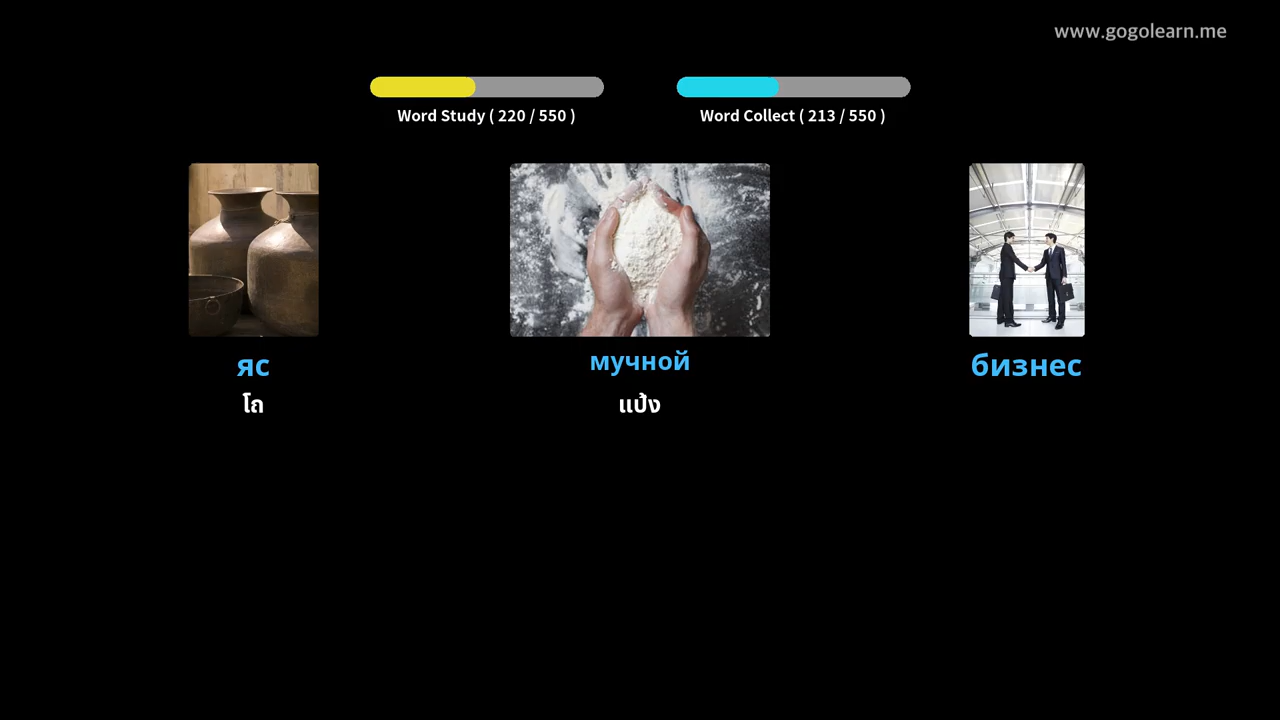 www.gogolearn.me
Word Study ( 220 / 550 )
Word Collect ( 213 / 550 )
яс
мучной
бизнес
โถ
แป้ง